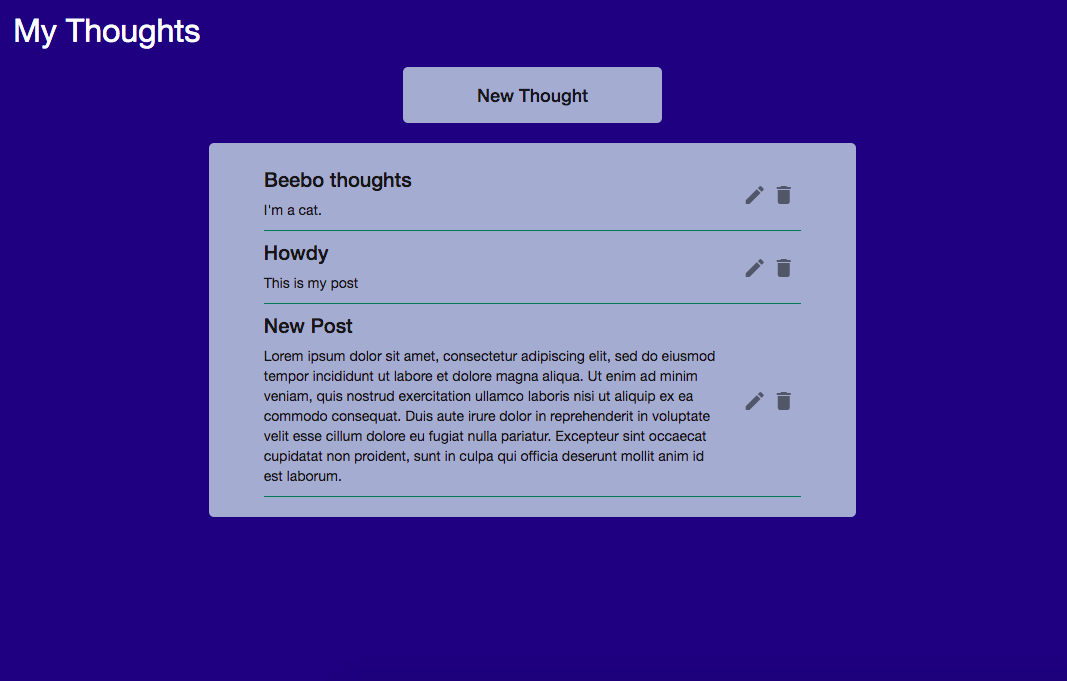 My Thoughts
New Thought
Beebo thoughts
I'm a cat.
Howdy
This is my post
New Post
Lorem ipsum dolor sit amet, consectetur adipiscing elit, sed do eiusmod
tempor incididunt ut labore et dolore magna aliqua. Ut enim ad minim
veniam, quis nostrud exercitation ullamco laboris nisi ut aliquip ex ea
commodo consequat. Duis aute irure dolor in reprehenderit in voluptate
velit esse cillum dolore eu fugiat nulla pariatur. Excepteur sint occaecat
cupidatat non proident, sunt in culpa qui officia deserunt mollit anim id
est laborum.